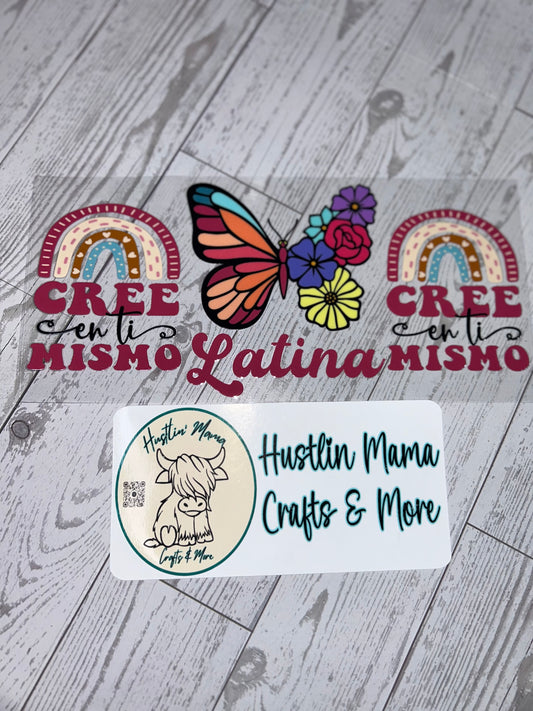 CREE
en ti
MISMO
Latina
CREE
en ti
MISMO
Hustlin' Mama
Crafts & More
Hustlin Mama
Crafts & More